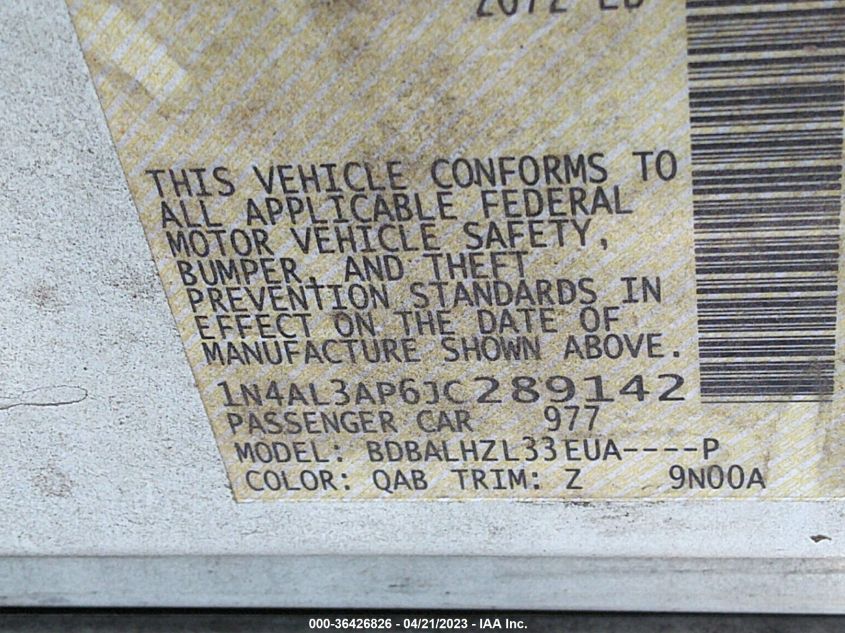 2672 LB
THIS VEHICLE CONFORMS TO
ALL APPLICABLE FEDERAL
MOTOR VEHICLE SAFETY,
BUMPER, AND THEFT
PREVENTION STANDARDS IN
EFFECT ON THE DATE OF
MANUFACTURE SHOWN ABOVE.
1N4AL3AP6JC289142
PASSENGER CAR 977
MODEL: BDBALHZL33EUA----P
COLOR: QAB TRIM: Z 9N00A
000-36426826 - 04/21/2023 - IAA Inc.